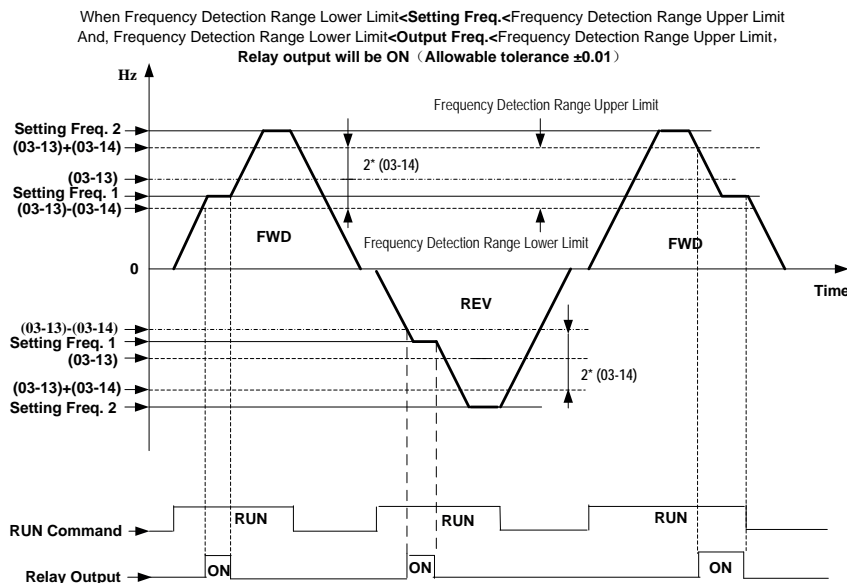 When Frequency Detection Range Lower Limit<Setting Freq.<Frequency Detection Range Upper Limit
And, Frequency Detection Range Lower Limit<Output Freq.<Frequency Detection Range Upper Limit,
Relay output will be ON（Allowable tolerance ±0.01）
Hz
Frequency Detection Range Upper Limit
Setting Freq. 2
(03-13)+(03-14)
2* (03-14)
(03-13)
Setting Freq. 1
(03-13)-(03-14)
FWD
Frequency Detection Range Lower Limit
FWD
0
Time
REV
(03-13)-(03-14)
Setting Freq. 1
(03-13)
2* (03-14)
(03-13)+(03-14)
Setting Freq. 2
RUN
RUN
RUN
RUN Command
ON
ON
ON
Relay Output